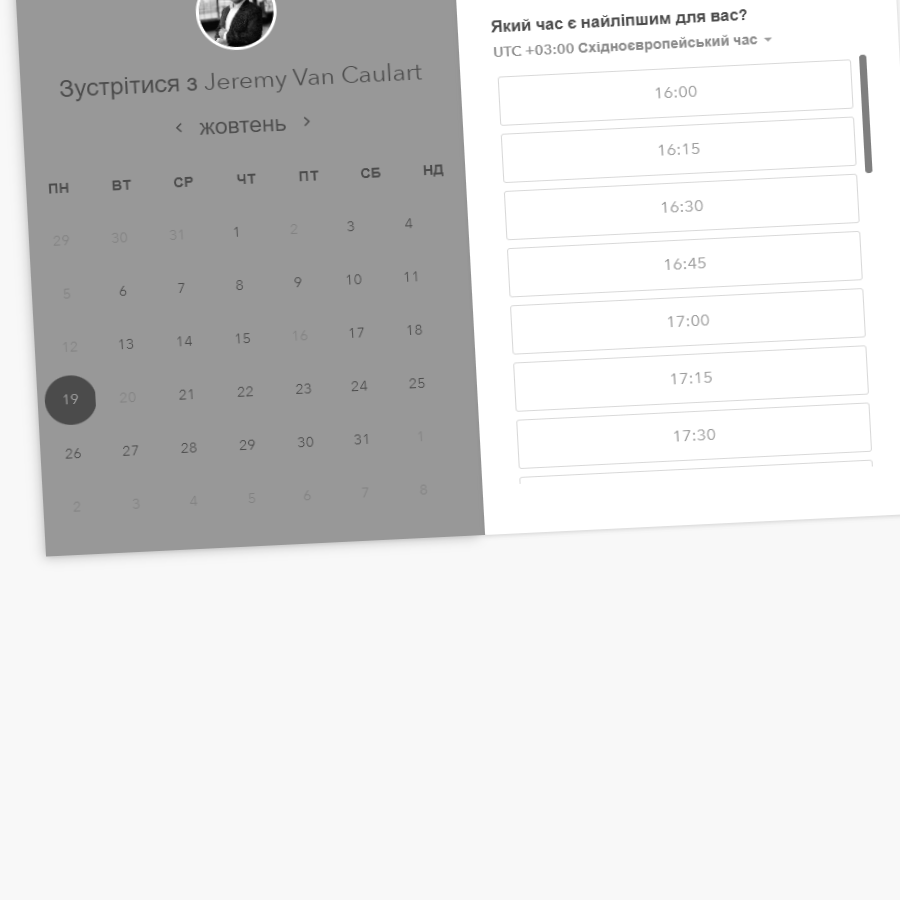 Зустрітися з Jeremy Van Caulart
‹ жовтень ›
ПН ВТ СР ЧТ ПТ СБ НД
29 30 31 1 2 3 4
5 6 7 8 9 10 11
12 13 14 15 16 17 18
19 20 21 22 23 24 25
26 27 28 29 30 31 1
2 3 4 5 6 7 8
Який час є найліпшим для вас?
UTC +03:00 Східноєвропейський час
16:00
16:15
16:30
16:45
17:00
17:15
17:30